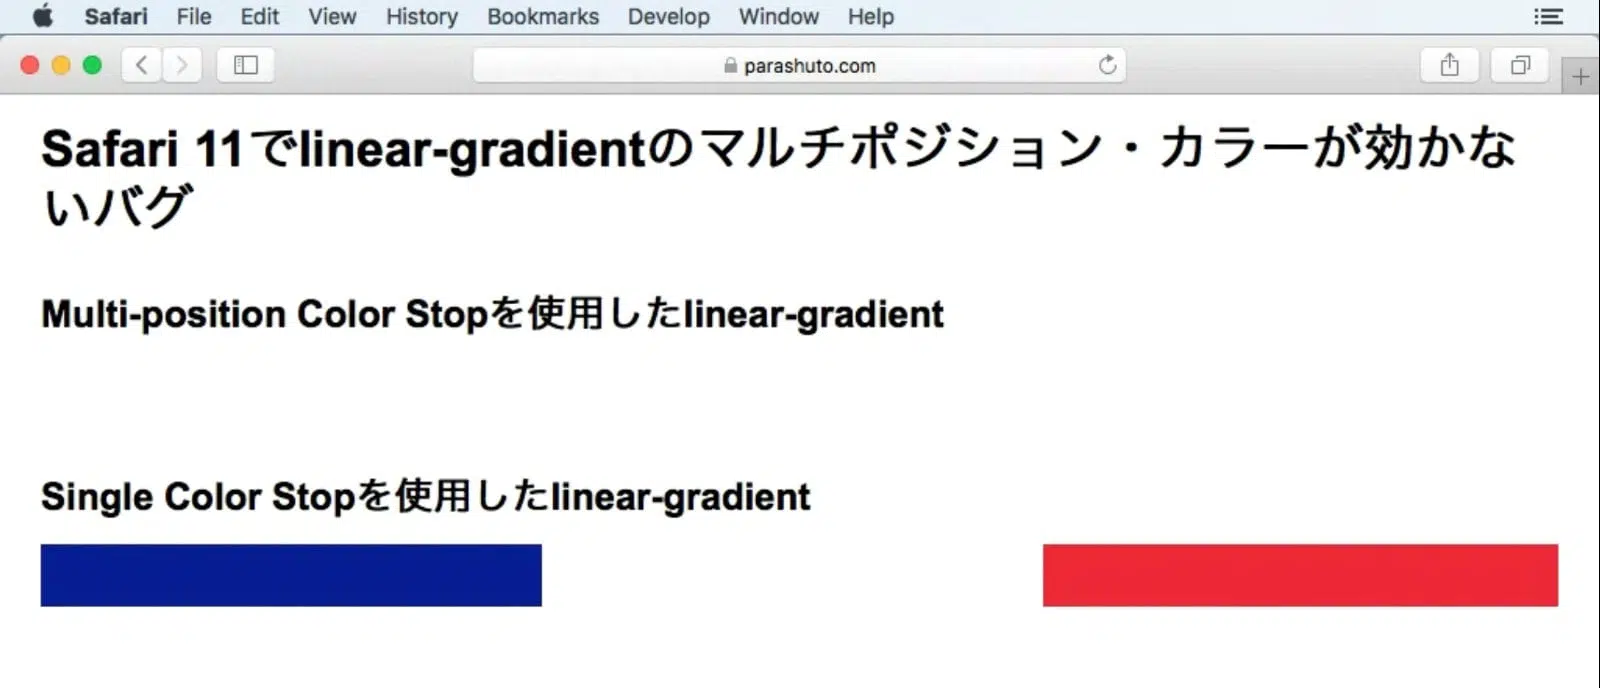 Safari File Edit View History Bookmarks Develop Window Help
parashuto.com
Safari 11でlinear-gradientのマルチポジション・カラーが効かな
いバグ
Multi-position Color Stopを使用したlinear-gradient
Single Color Stopを使用したlinear-gradient